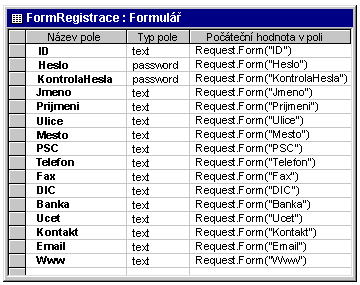 FormRegistrace : Formulář
Název pole Typ pole Počáteční hodnota v poli
ID text Request.Form("ID")
Heslo password Request.Form("Heslo")
KontrolaHesla password Request.Form("KontrolaHesla")
Jmeno text Request.Form("Jmeno")
Prijmeni text Request.Form("Prijmeni")
Ulice text Request.Form("Ulice")
Mesto text Request.Form("Mesto")
PSC text Request.Form("PSC")
Telefon text Request.Form("Telefon")
Fax text Request.Form("Fax")
DIC text Request.Form("DIC")
Banka text Request.Form("Banka")
Ucet text Request.Form("Ucet")
Kontakt text Request.Form("Kontakt")
Email text Request.Form("Email")
Www text Request.Form("Www")